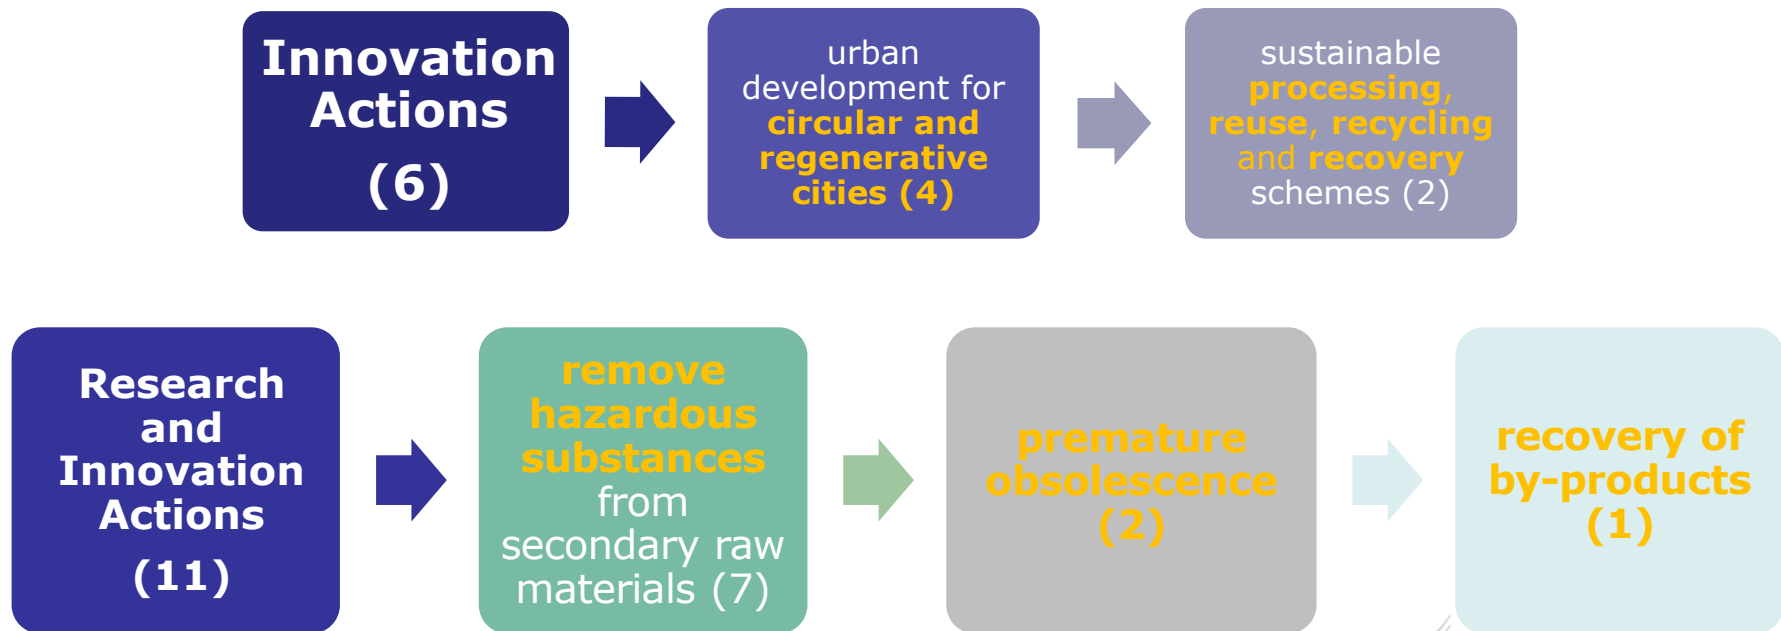 Innovation
Actions
(6)
urban
development for
circular and
regenerative
cities (4)
sustainable
processing,
reuse, recycling
and recovery
schemes (2)
Research
and
Innovation
Actions
(11)
remove
hazardous
substances
from
secondary raw
materials (7)
premature
obsolescence
(2)
recovery of
by-products
(1)